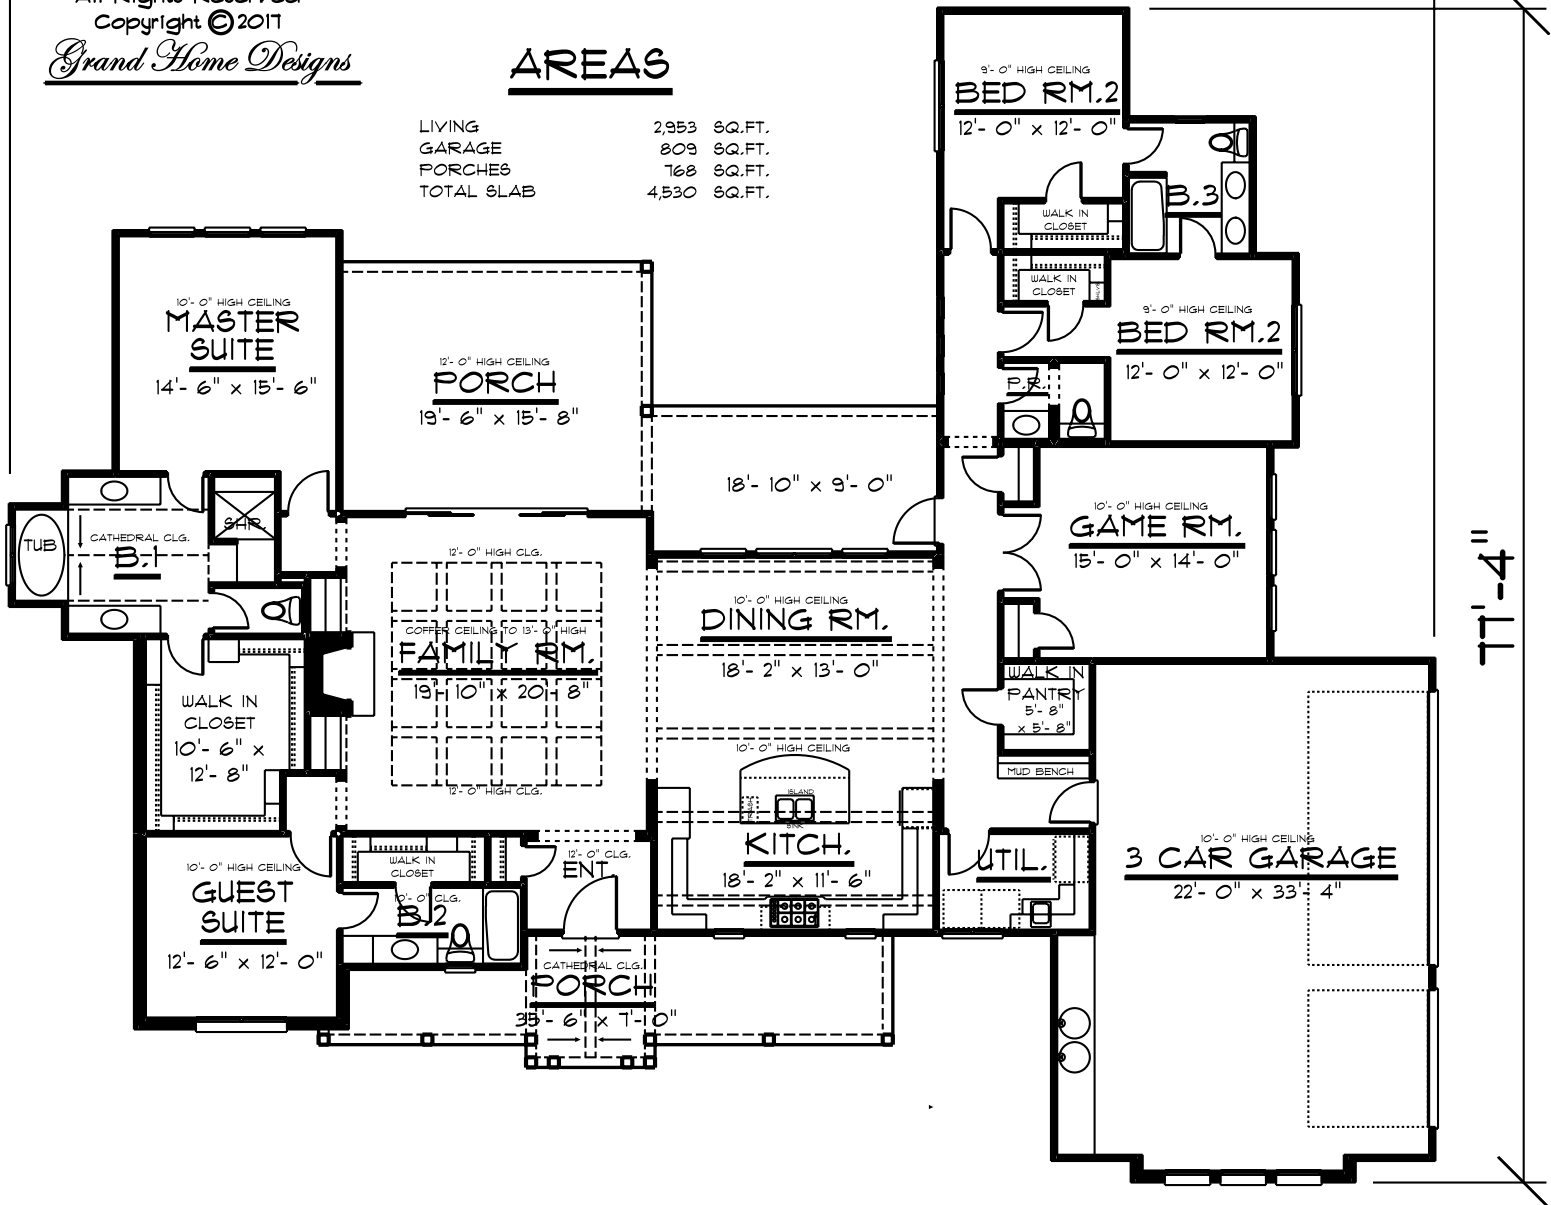 Copyright © 2017
Grand Home Designs
AREAS
LIVING 2,953 SQ.FT.
GARAGE 809 SQ.FT.
PORCHES 768 SQ.FT.
TOTAL SLAB 4,530 SQ.FT.
9'- 0" HIGH CEILING
BED RM.2
12'- 0" x 12'- 0"
B.3
WALK IN
CLOSET
WALK IN
CLOSET
9'- 0" HIGH CEILING
BED RM.2
12'- 0" x 12'- 0"
P.R.
10'- 0" HIGH CEILING
MASTER
SUITE
14'- 6" x 15'- 6"
12'- 0" HIGH CEILING
PORCH
19'- 6" x 15'- 8"
18'- 10" x 9'- 0"
10'- 0" HIGH CEILING
GAME RM.
15'- 0" x 14'- 0"
77'-4"
SHR.
TUB
CATHEDRAL CLG.
B.1
12'- 0" HIGH CLG.
COFFER CEILING TO 13'- 0" HIGH
FAMILY RM.
19'- 10" x 20'- 8"
12'- 0" HIGH CLG.
10'- 0" HIGH CEILING
DINING RM.
18'- 2" x 13'- 0"
WALK IN
PANTRY
5'- 8"
x 5'- 8"
WALK IN
CLOSET
10'- 6" x
12'- 8"
10'- 0" HIGH CEILING
MUD BENCH
ISLAND
TRASH
SINK
KITCH.
18'- 2" x 11'- 6"
UTIL.
10'- 0" HIGH CEILING
3 CAR GARAGE
22'- 0" x 33'- 4"
10'- 0" HIGH CEILING
GUEST
SUITE
12'- 6" x 12'- 0"
WALK IN
CLOSET
10'- 0" CLG.
B.2
12'- 0" CLG.
ENT.
CATHEDRAL CLG.
PORCH
35'- 6" x 7'- 0"